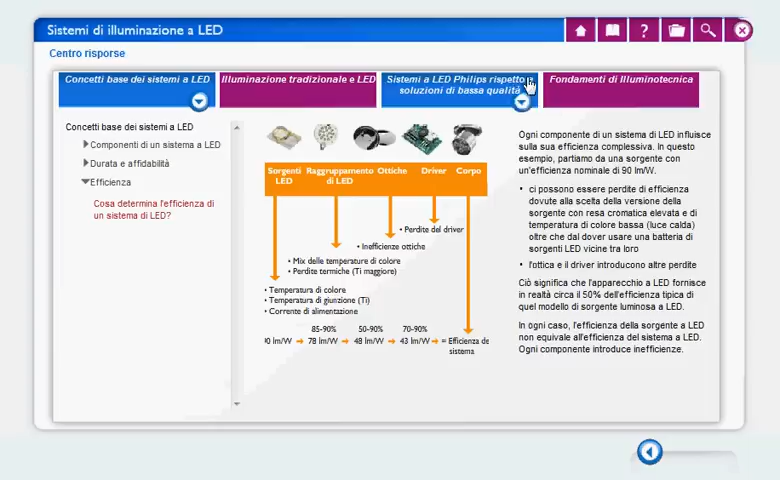 Sistemi di illuminazione a LED
?
Centro risporse
Concetti base dei sistemi a LED
Illuminazione tradizionale e LED
Sistemi a LED Philips rispetto a
soluzioni di bassa qualità
Fondamenti di Illuminotecnica
Concetti base dei sistemi a LED
Componenti di un sistema a LED
Durata e affidabilità
Efficienza
Cosa determina l'efficienza di
un sistema di LED?
Sorgenti
LED
Raggruppamento
di LED
Ottiche
Driver
Corpo
• Perdite del driver
• Inefficienze ottiche
• Mix delle temperature di colore
• Perdite termiche (Ti maggiore)
• Temperatura di colore
• Temperatura di giunzione (Ti)
• Corrente di alimentazione
85-90% 50-90% 70-90%
0 lm/W 78 lm/W 48 lm/W 43 lm/W = Efficienza de
sistema
Ogni componente di un sistema di LED influisce
sulla sua efficienza complessiva. In questo
esempio, partiamo da una sorgente con
un'efficienza nominale di 90 lm/W.
• ci possono essere perdite di efficienza
dovute alla scelta della versione della
sorgente con resa cromatica elevata e di
temperatura di colore bassa (luce calda)
oltre che dal dover usare una batteria di
sorgenti LED vicine tra loro
• l'ottica e il driver introducono altre perdite
Ciò significa che l'apparecchio a LED fornisce
in realtà circa il 50% dell'efficienza tipica di
quel modello di sorgente luminosa a LED.
In ogni caso, l'efficienza della sorgente a LED
non equivale all'efficienza del sistema a LED.
Ogni componente introduce inefficienze.